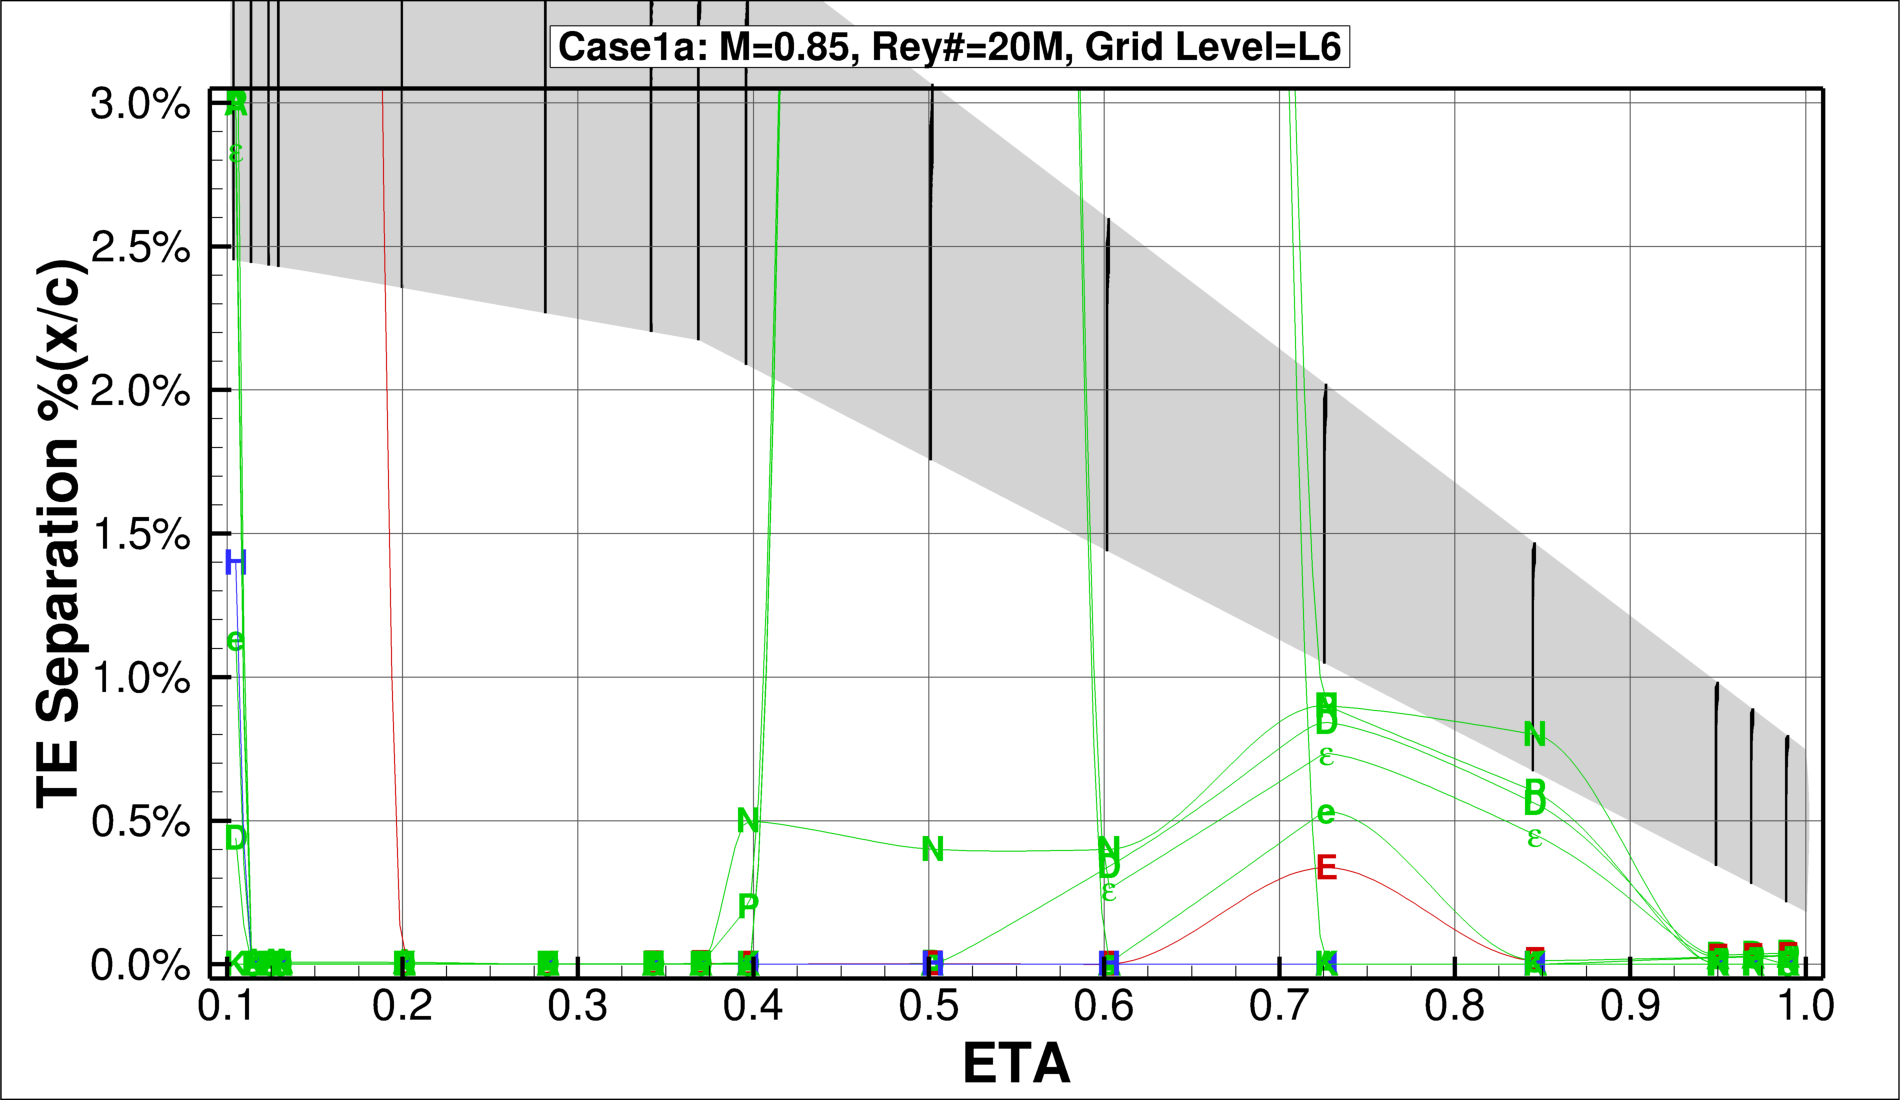 Case1a: M=0.85, Rey#=20M, Grid Level=L6
TE Separation %(x/c)
3.0%
2.5%
2.0%
1.5%
1.0%
0.5%
0.0%
ε
H
e
D
N
P
N
N
D
ε
D
ε
e
E
N
D
ε
0.1 0.2 0.3 0.4 0.5 0.6 0.7 0.8 0.9 1.0
ETA